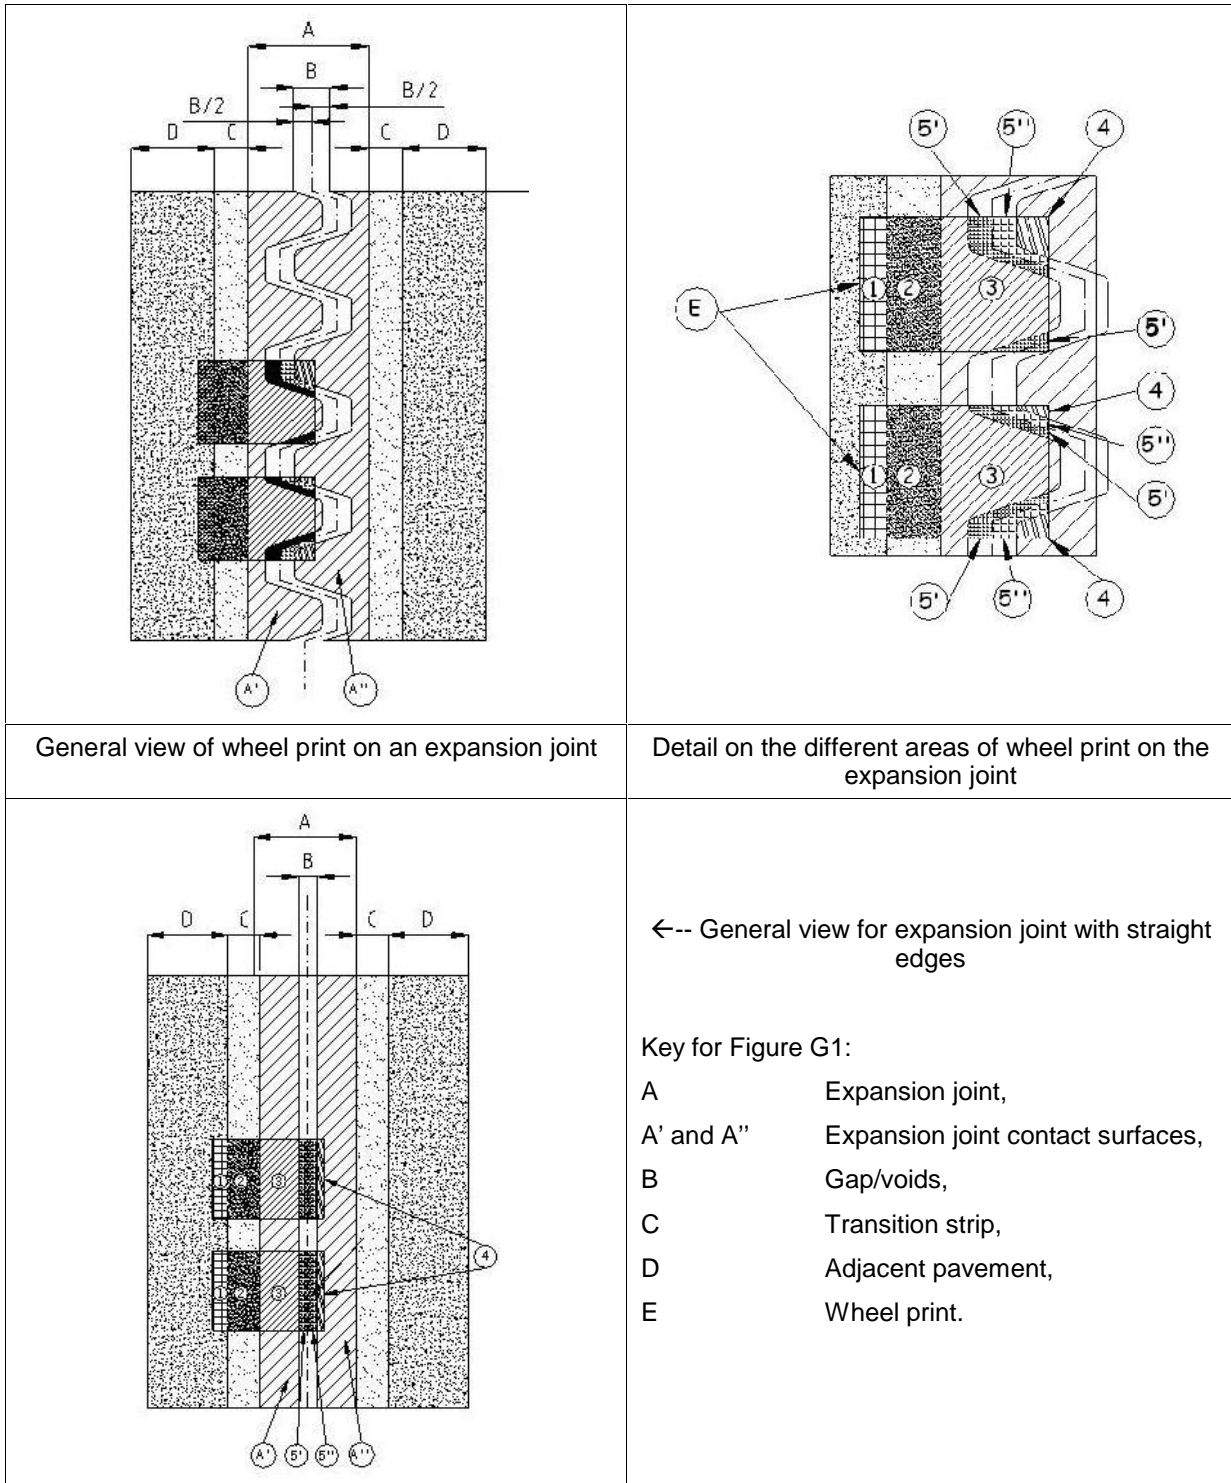 A
B
B/2
B/2
D
C
C
D
A'
A''
5'
5''
4
E
1
2
3
5'
4
5''
1
2
3
5'
5'
5''
4
General view of wheel print on an expansion joint
Detail on the different areas of wheel print on the
expansion joint
A
B
D
C
C
D
1
2
3
4
1
2
3
A'
5'
5''
A''
←-- General view for expansion joint with straight
edges
Key for Figure G1:
A Expansion joint,
A' and A'' Expansion joint contact surfaces,
B Gap/voids,
C Transition strip,
D Adjacent pavement,
E Wheel print.